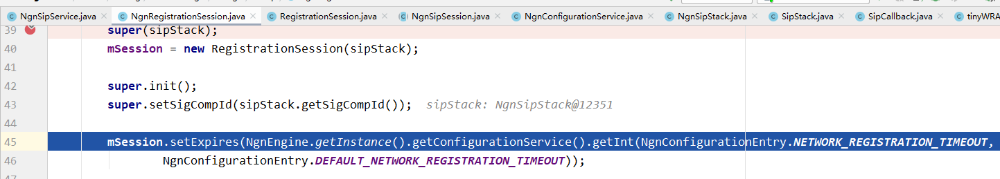 NgnSipService.java NgnRegistrationSession.java RegistrationSession.java NgnSipSession.java NgnConfigurationService.java NgnSipStack.java SipStack.java SipCallback.java tinyWRA
39 super(sipStack);
40 mSession = new RegistrationSession(sipStack);
41
42 super.init();
43 super.setSigCompId(sipStack.getSigCompId()); sipStack: NgnSipStack@12351
44
45 mSession.setExpires(NgnEngine.getInstance().getConfigurationService().getInt(NgnConfigurationEntry.NETWORK_REGISTRATION_TIMEOUT,
46 NgnConfigurationEntry.DEFAULT_NETWORK_REGISTRATION_TIMEOUT));